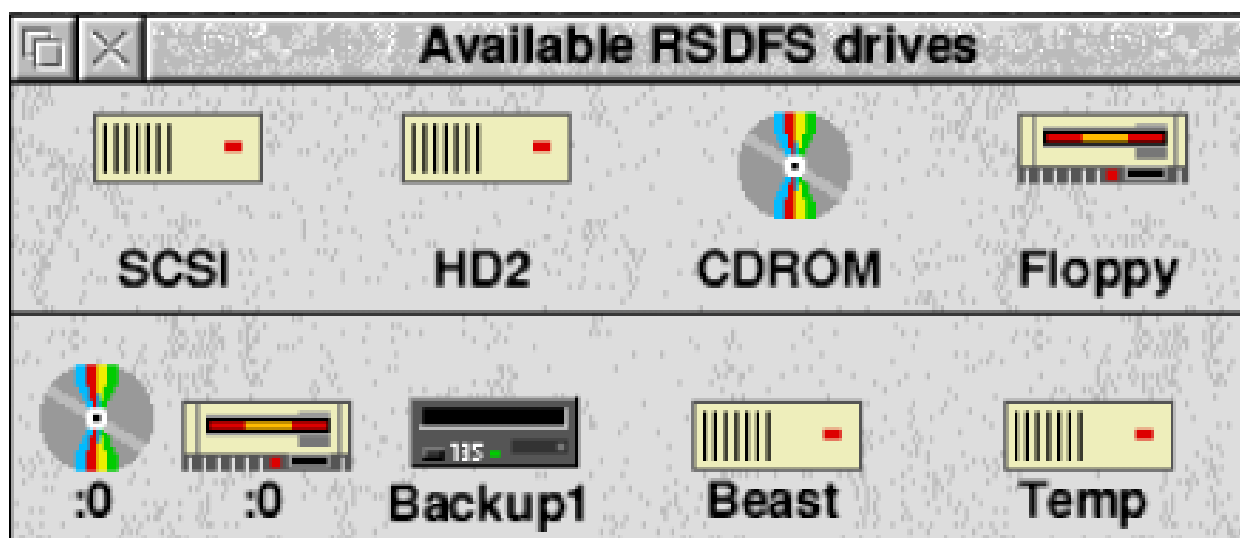 Available RSDFS drives
SCSI HD2 CDROM Floppy
:0 :0 Backup1 Beast Temp